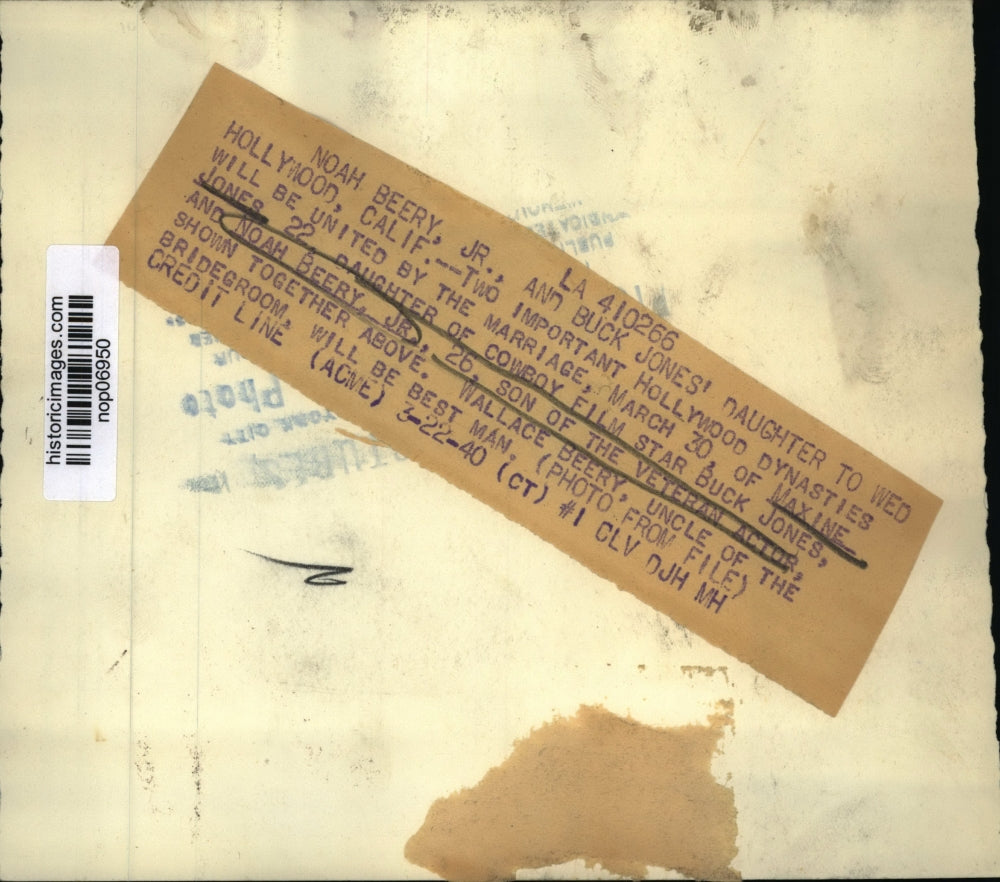 LA 410266
NOAH BEERY, JR., AND BUCK JONES' DAUGHTER TO WED
HOLLYWOOD, CALIF.--TWO IMPORTANT HOLLYWOOD DYNASTIES
WILL BE UNITED BY THE MARRIAGE, MARCH 30, OF MAXINE
JONES, 22, DAUGHTER OF COWBOY FILM STAR BUCK JONES,
AND NOAH BEERY, JR., 26, SON OF THE VETERAN ACTOR,
SHOWN TOGETHER ABOVE. WALLACE BEERY, UNCLE OF THE
BRIDEGROOM, WILL BE BEST MAN. (PHOTO FROM FILE)
CREDIT LINE (ACME) 3-22-40 (CT) #1 CLV DJH MH
historicimages.com
nop06950
Photo